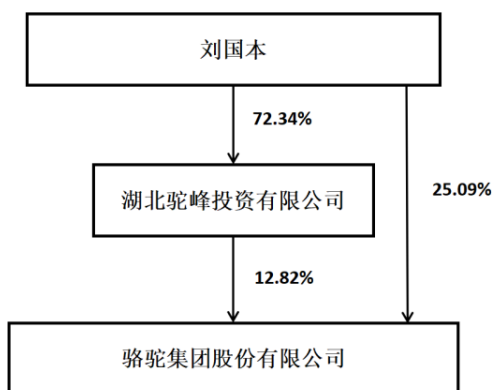 刘国本
72.34%
湖北驼峰投资有限公司
25.09%
12.82%
骆驼集团股份有限公司